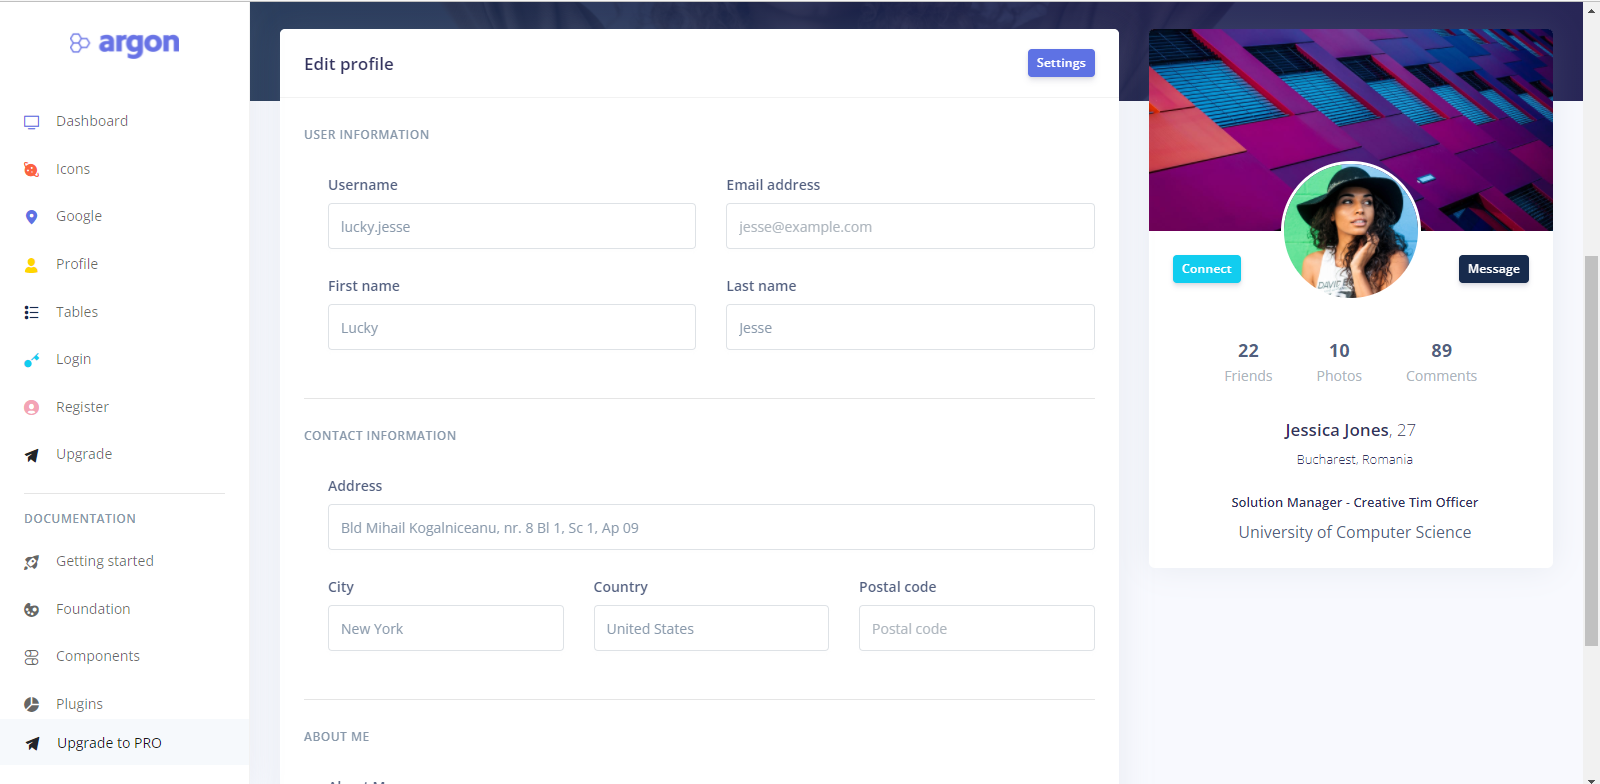 argon
Dashboard
Icons
Google
Profile
Tables
Login
Register
Upgrade
DOCUMENTATION
Getting started
Foundation
Components
Plugins
Upgrade to PRO
Edit profile
Settings
USER INFORMATION
Username
Email address
lucky.jesse
jesse@example.com
First name
Last name
Lucky
Jesse
CONTACT INFORMATION
Address
Bld Mihail Kogalniceanu, nr. 8 Bl 1, Sc 1, Ap 09
City
Country
Postal code
New York
United States
Postal code
ABOUT ME
About M
Connect
Message
22
10
89
Friends
Photos
Comments
Jessica Jones, 27
Bucharest, Romania
Solution Manager - Creative Tim Officer
University of Computer Science